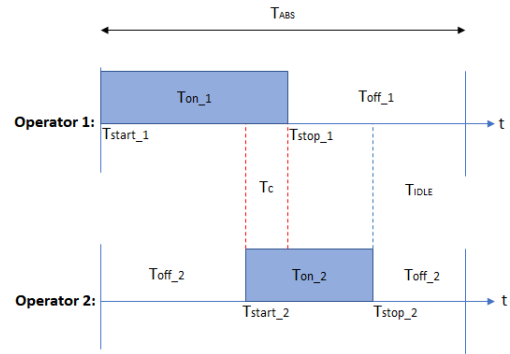 TABS
Ton_1
Toff_1
Operator 1:
t
Tstart_1
Tstop_1
TC
TIDLE
Toff_2
Ton_2
Toff_2
Operator 2:
t
Tstart_2
Tstop_2